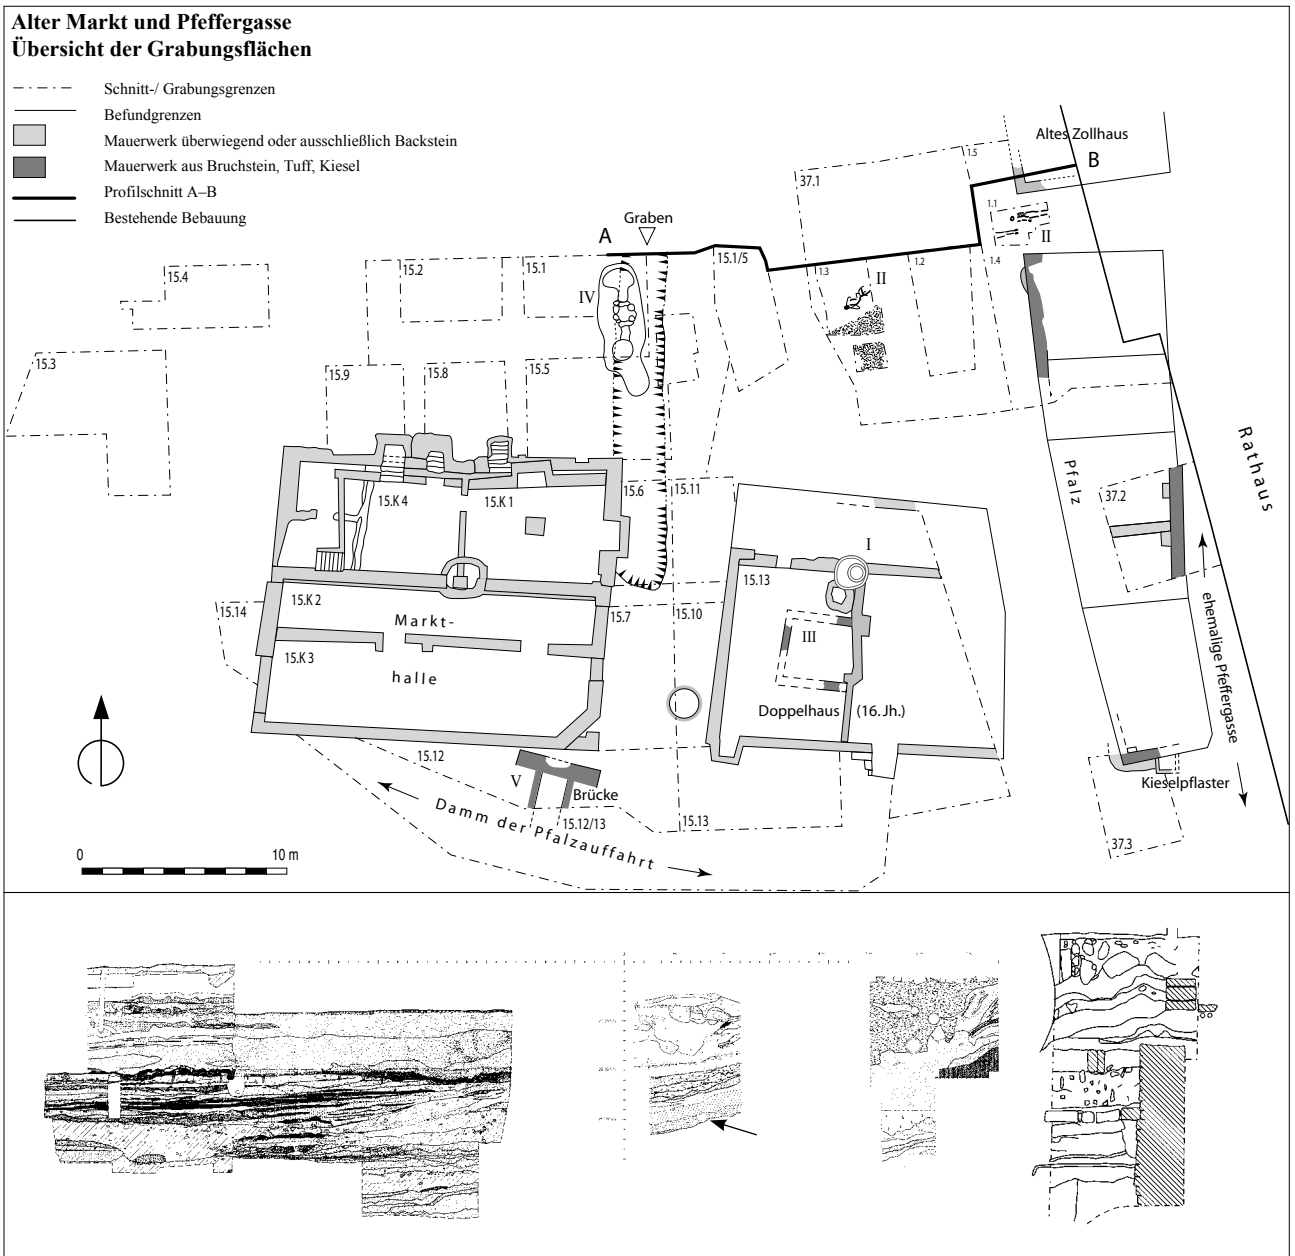 Alter Markt und Pfeffergasse
Übersicht der Grabungsflächen
Schnitt-/ Grabungsgrenzen
Befundgrenzen
Mauerwerk überwiegend oder ausschließlich Backstein
Mauerwerk aus Bruchstein, Tuff, Kiesel
Profilschnitt A–B
Bestehende Bebauung
Altes Zollhaus
B
1.5
37.1
1.1
II
Graben
A
15.4
15.2
15.1
15.1/5
1.3
II
1.2
1.4
IV
15.3
15.9
15.8
15.5
Rathaus
Pfalz
15.K 4
15.K 1
15.6
15.11
37.2
I
15.13
15.K 2
15.14
Markt-
15.7
15.10
ehemalige Pfeffergasse
III
15.K 3
halle
Doppelhaus (16. Jh.)
15.12
V
Brücke
Kieselpflaster
Damm der Pfalzauffahrt
15.12/13
15.13
37.3
0 10 m